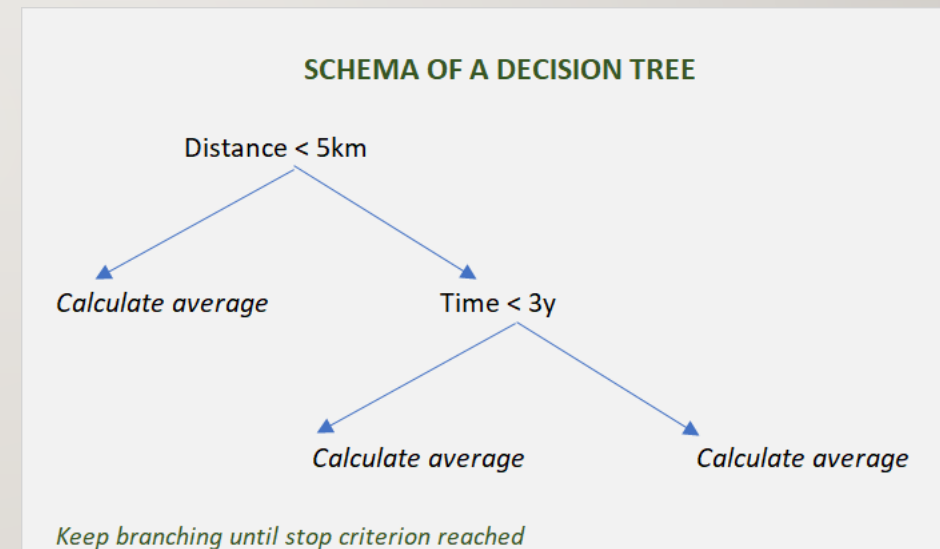 SCHEMA OF A DECISION TREE
Distance < 5km
Calculate average
Time < 3y
Calculate average
Calculate average
Keep branching until stop criterion reached